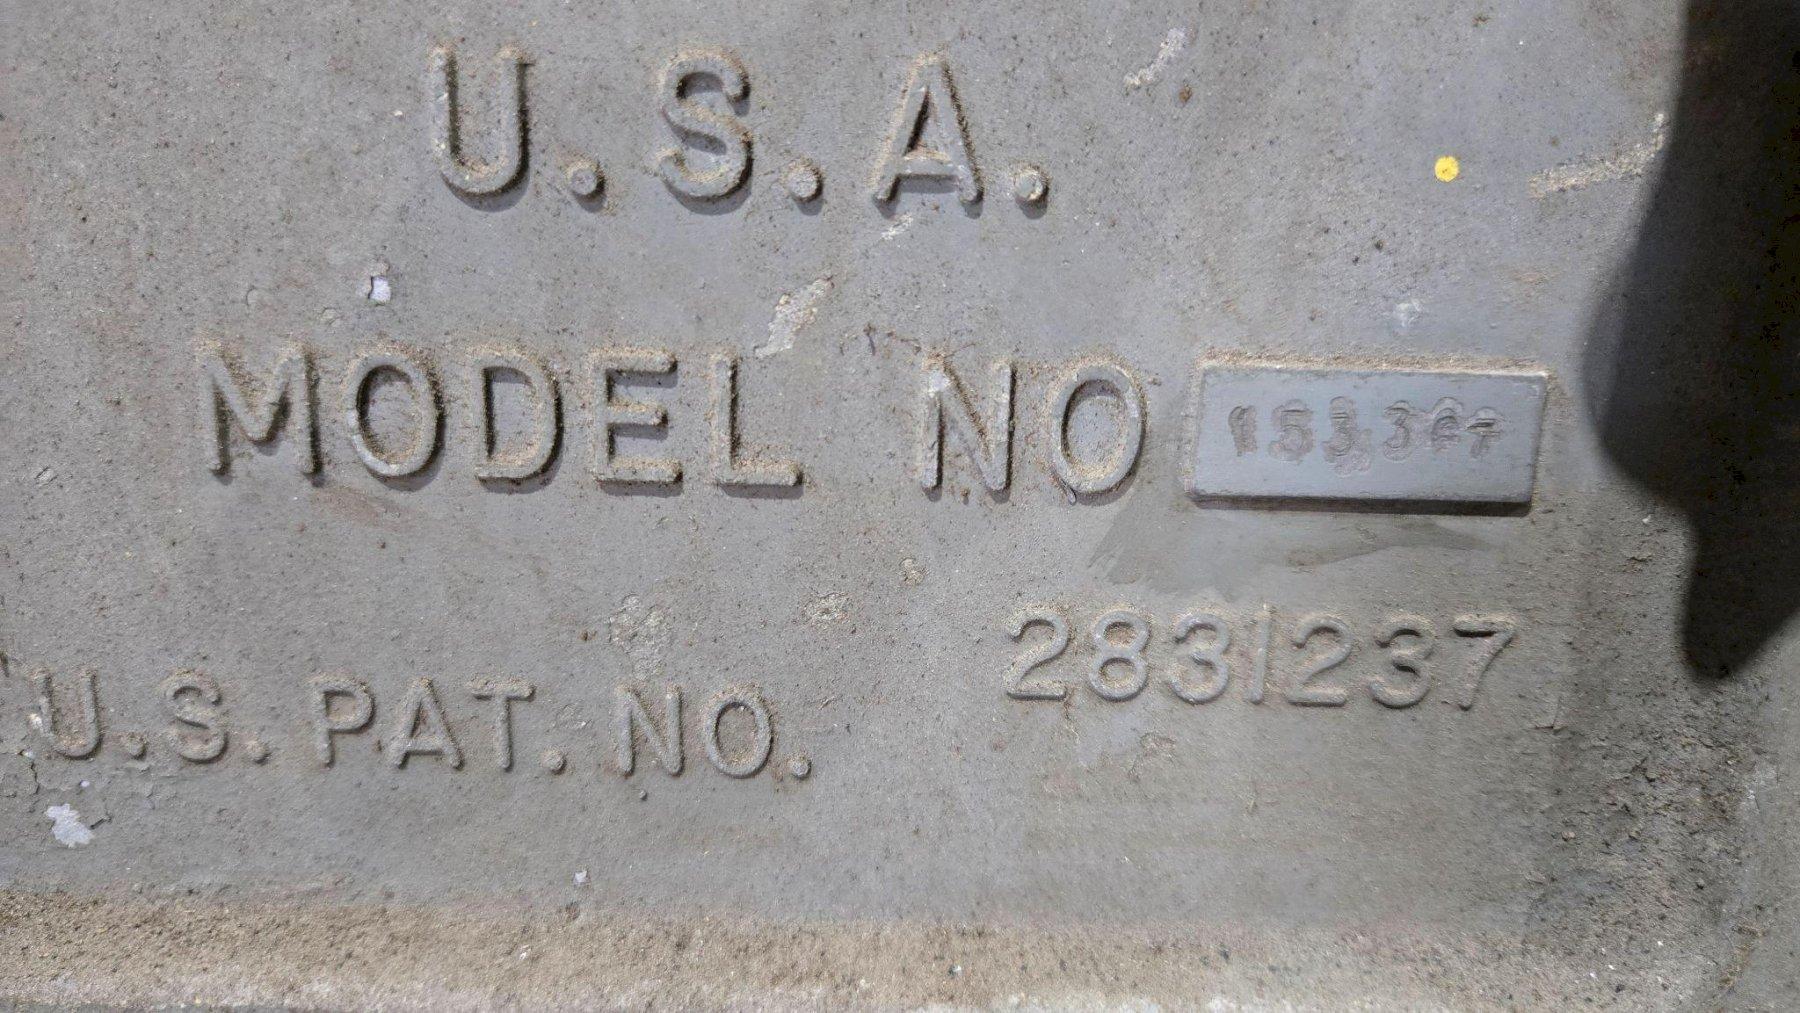 U.S.A.
MODEL NO
U.S. PAT. NO. 2831237